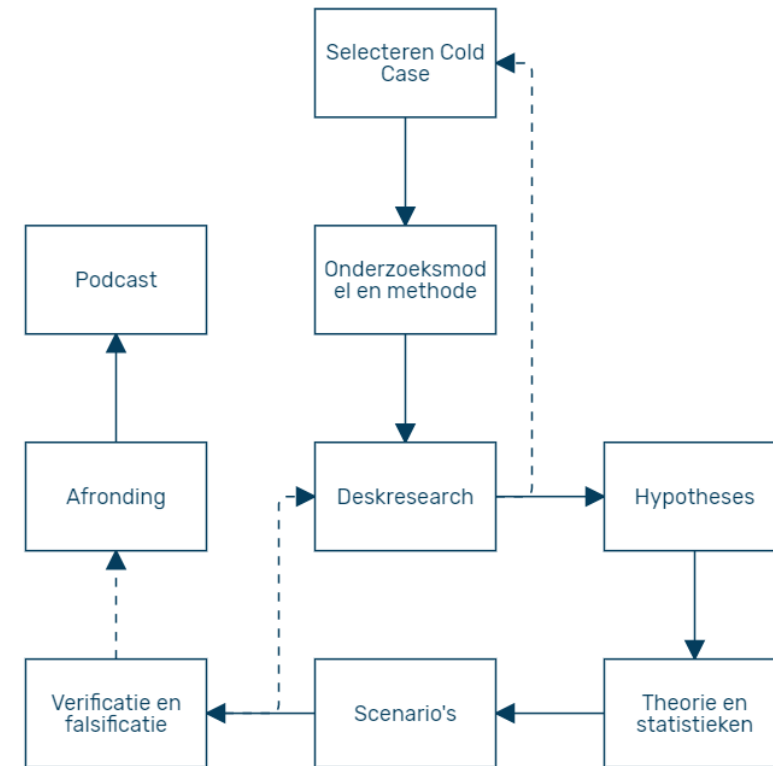 Selecteren Cold
Case
Podcast
Onderzoeksmod
el en methode
Afronding
Deskresearch
Hypotheses
Verificatie en
falsificatie
Scenario's
Theorie en
statistieken